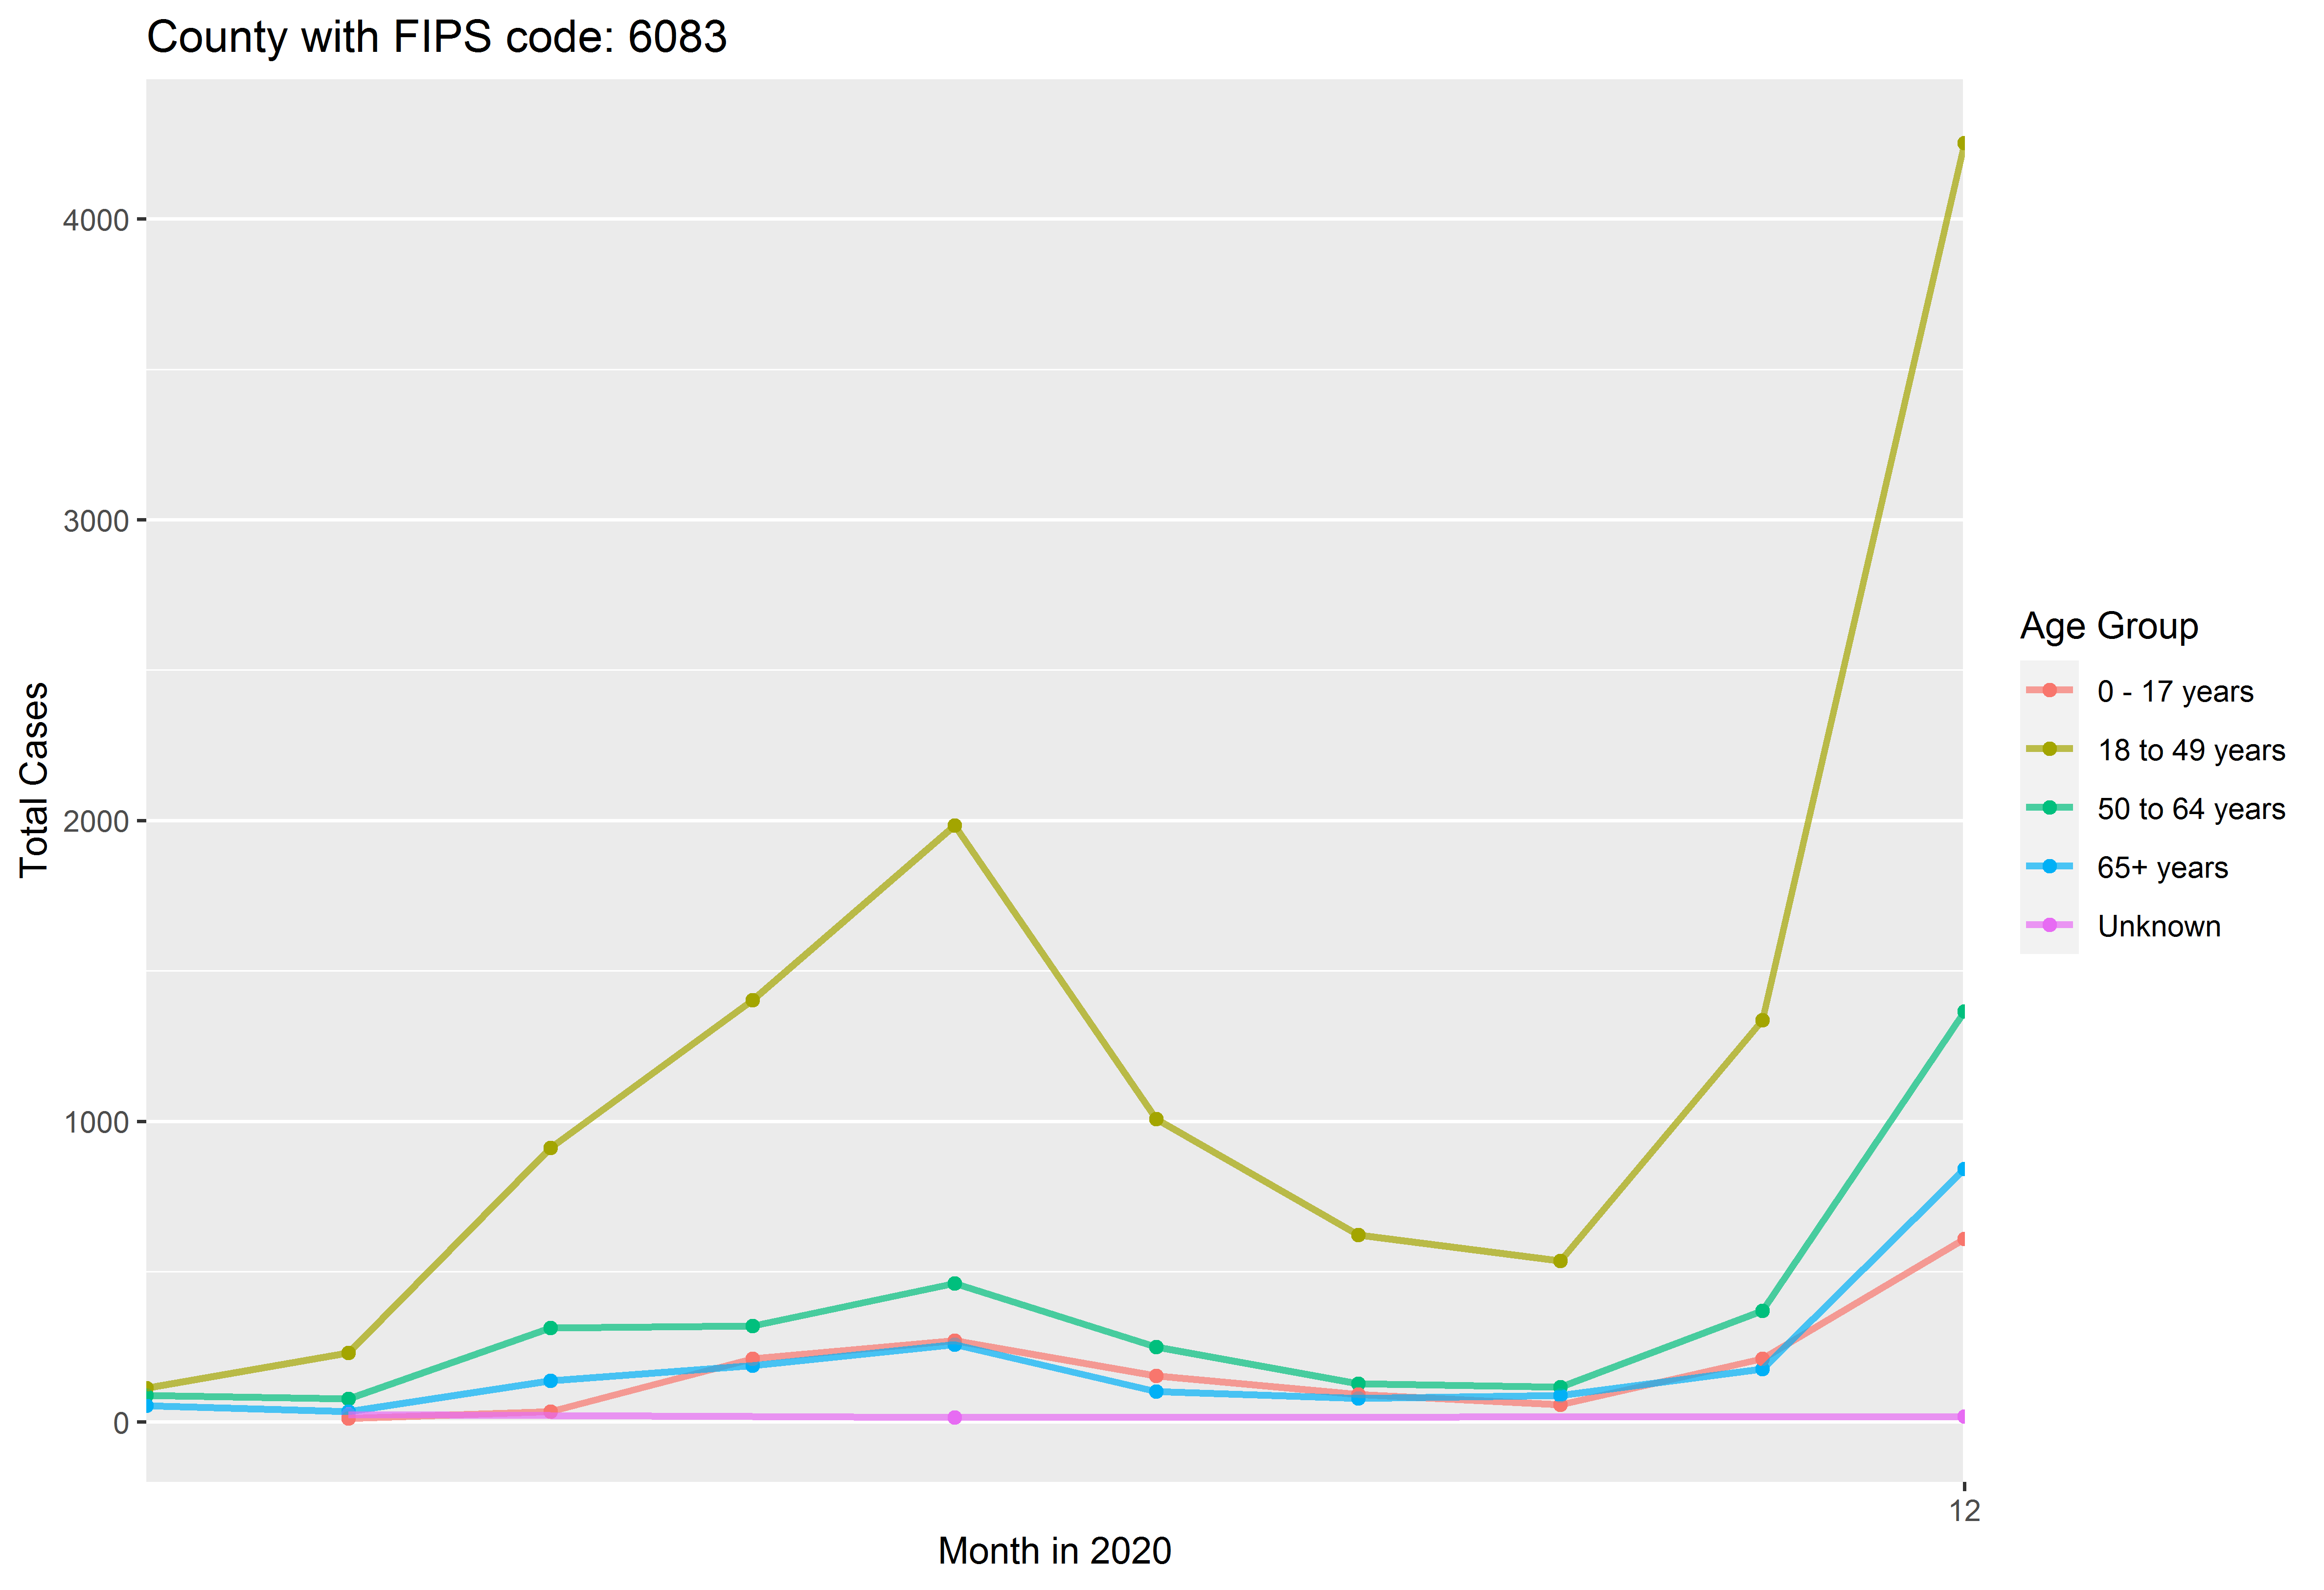 County with FIPS code: 6083
Total Cases
4000
3000
2000
1000
0
12
Month in 2020
Age Group
0 - 17 years
18 to 49 years
50 to 64 years
65+ years
Unknown